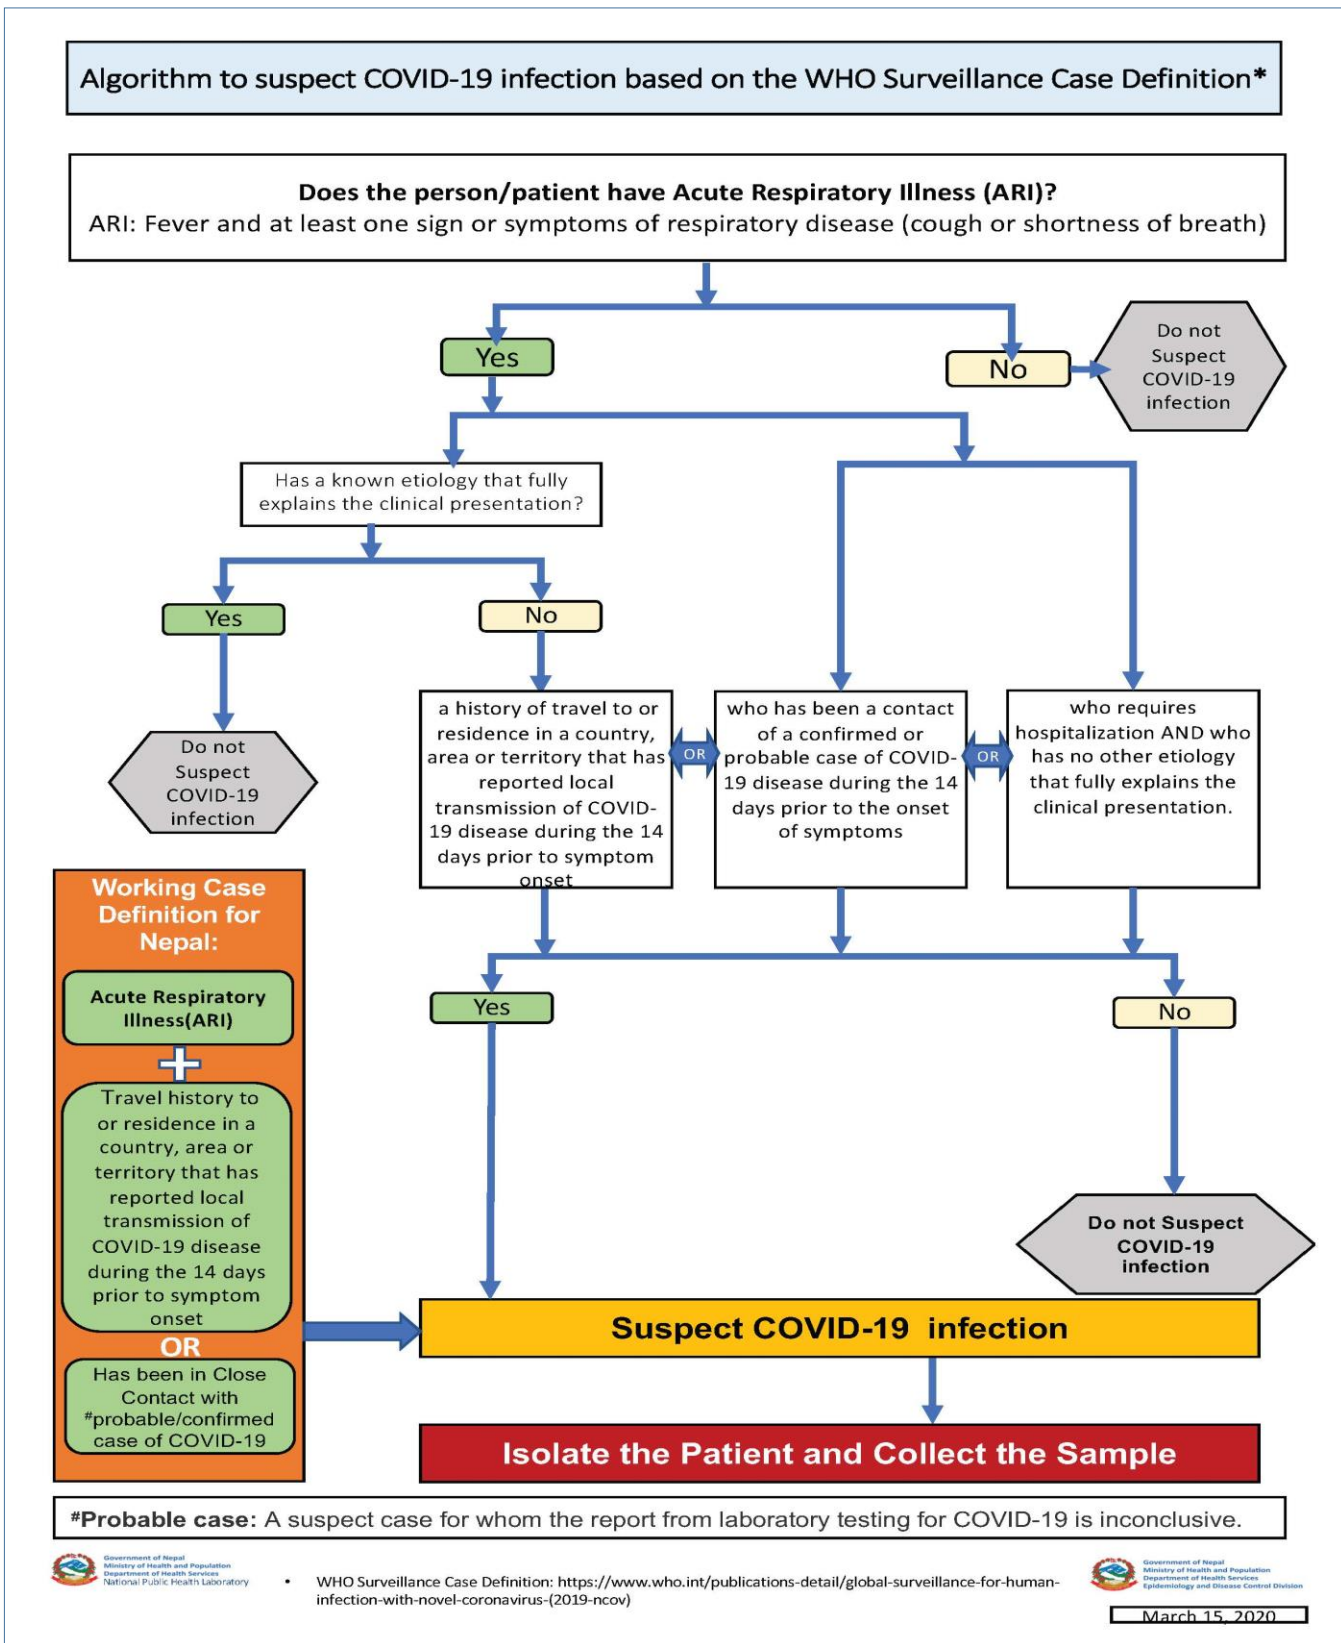 Algorithm to suspect COVID-19 infection based on the WHO Surveillance Case Definition*
Does the person/patient have Acute Respiratory Illness (ARI)?
ARI: Fever and at least one sign or symptoms of respiratory disease (cough or shortness of breath)
Yes
No
Do not
Suspect
COVID-19
infection
Has a known etiology that fully
explains the clinical presentation?
Yes
No
Do not
Suspect
COVID-19
infection
a history of travel to or
residence in a country,
area or territory that has
reported local
transmission of COVID-
19 disease during the 14
days prior to symptom
onset
OR
who has been a contact
of a confirmed or
probable case of COVID-
19 disease during the 14
days prior to the onset
of symptoms
OR
who requires
hospitalization AND who
has no other etiology
that fully explains the
clinical presentation.
Yes
No
Do not Suspect
COVID-19
infection
Working Case
Definition for
Nepal:
Acute Respiratory
Illness(ARI)
+
Travel history to
or residence in a
country, area or
territory that has
reported local
transmission of
COVID-19 disease
during the 14 days
prior to symptom
onset
OR
Has been in Close
Contact with
#probable/confirmed
case of COVID-19
Suspect COVID-19 infection
Isolate the Patient and Collect the Sample
#Probable case: A suspect case for whom the report from laboratory testing for COVID-19 is inconclusive.
Government of Nepal
Ministry of Health and Population
Department of Health Services
National Public Health Laboratory
• WHO Surveillance Case Definition: https://www.who.int/publications-detail/global-surveillance-for-human-
infection-with-novel-coronavirus-(2019-ncov)
Government of Nepal
Ministry of Health and Population
Department of Health Services
Epidemiology and Disease Control Division
March 15, 2020